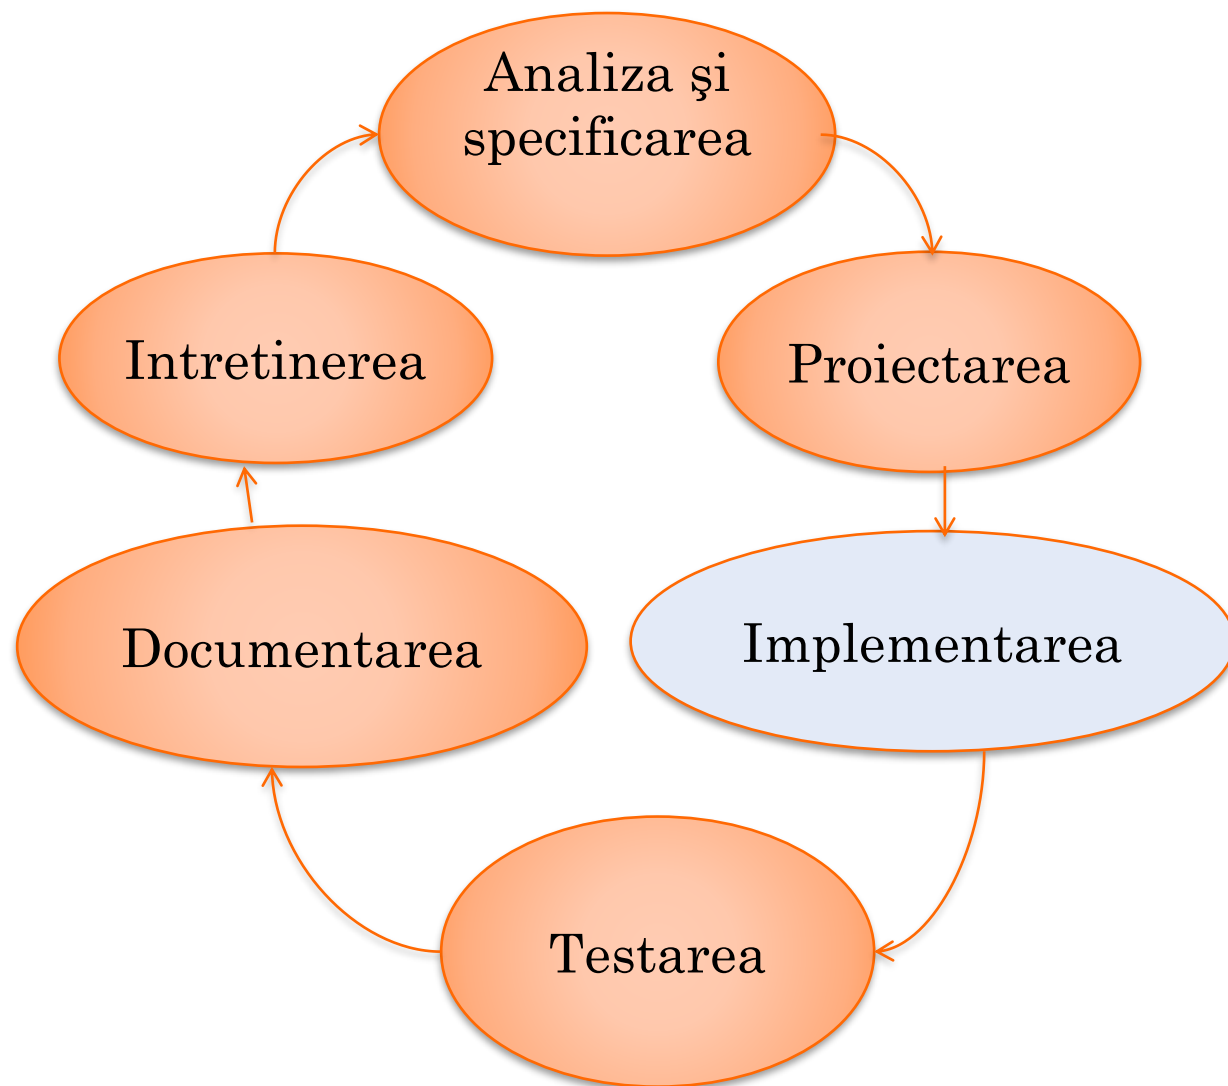 Analiza şi
specificarea
Intretinerea
Proiectarea
Documentarea
Implementarea
Testarea